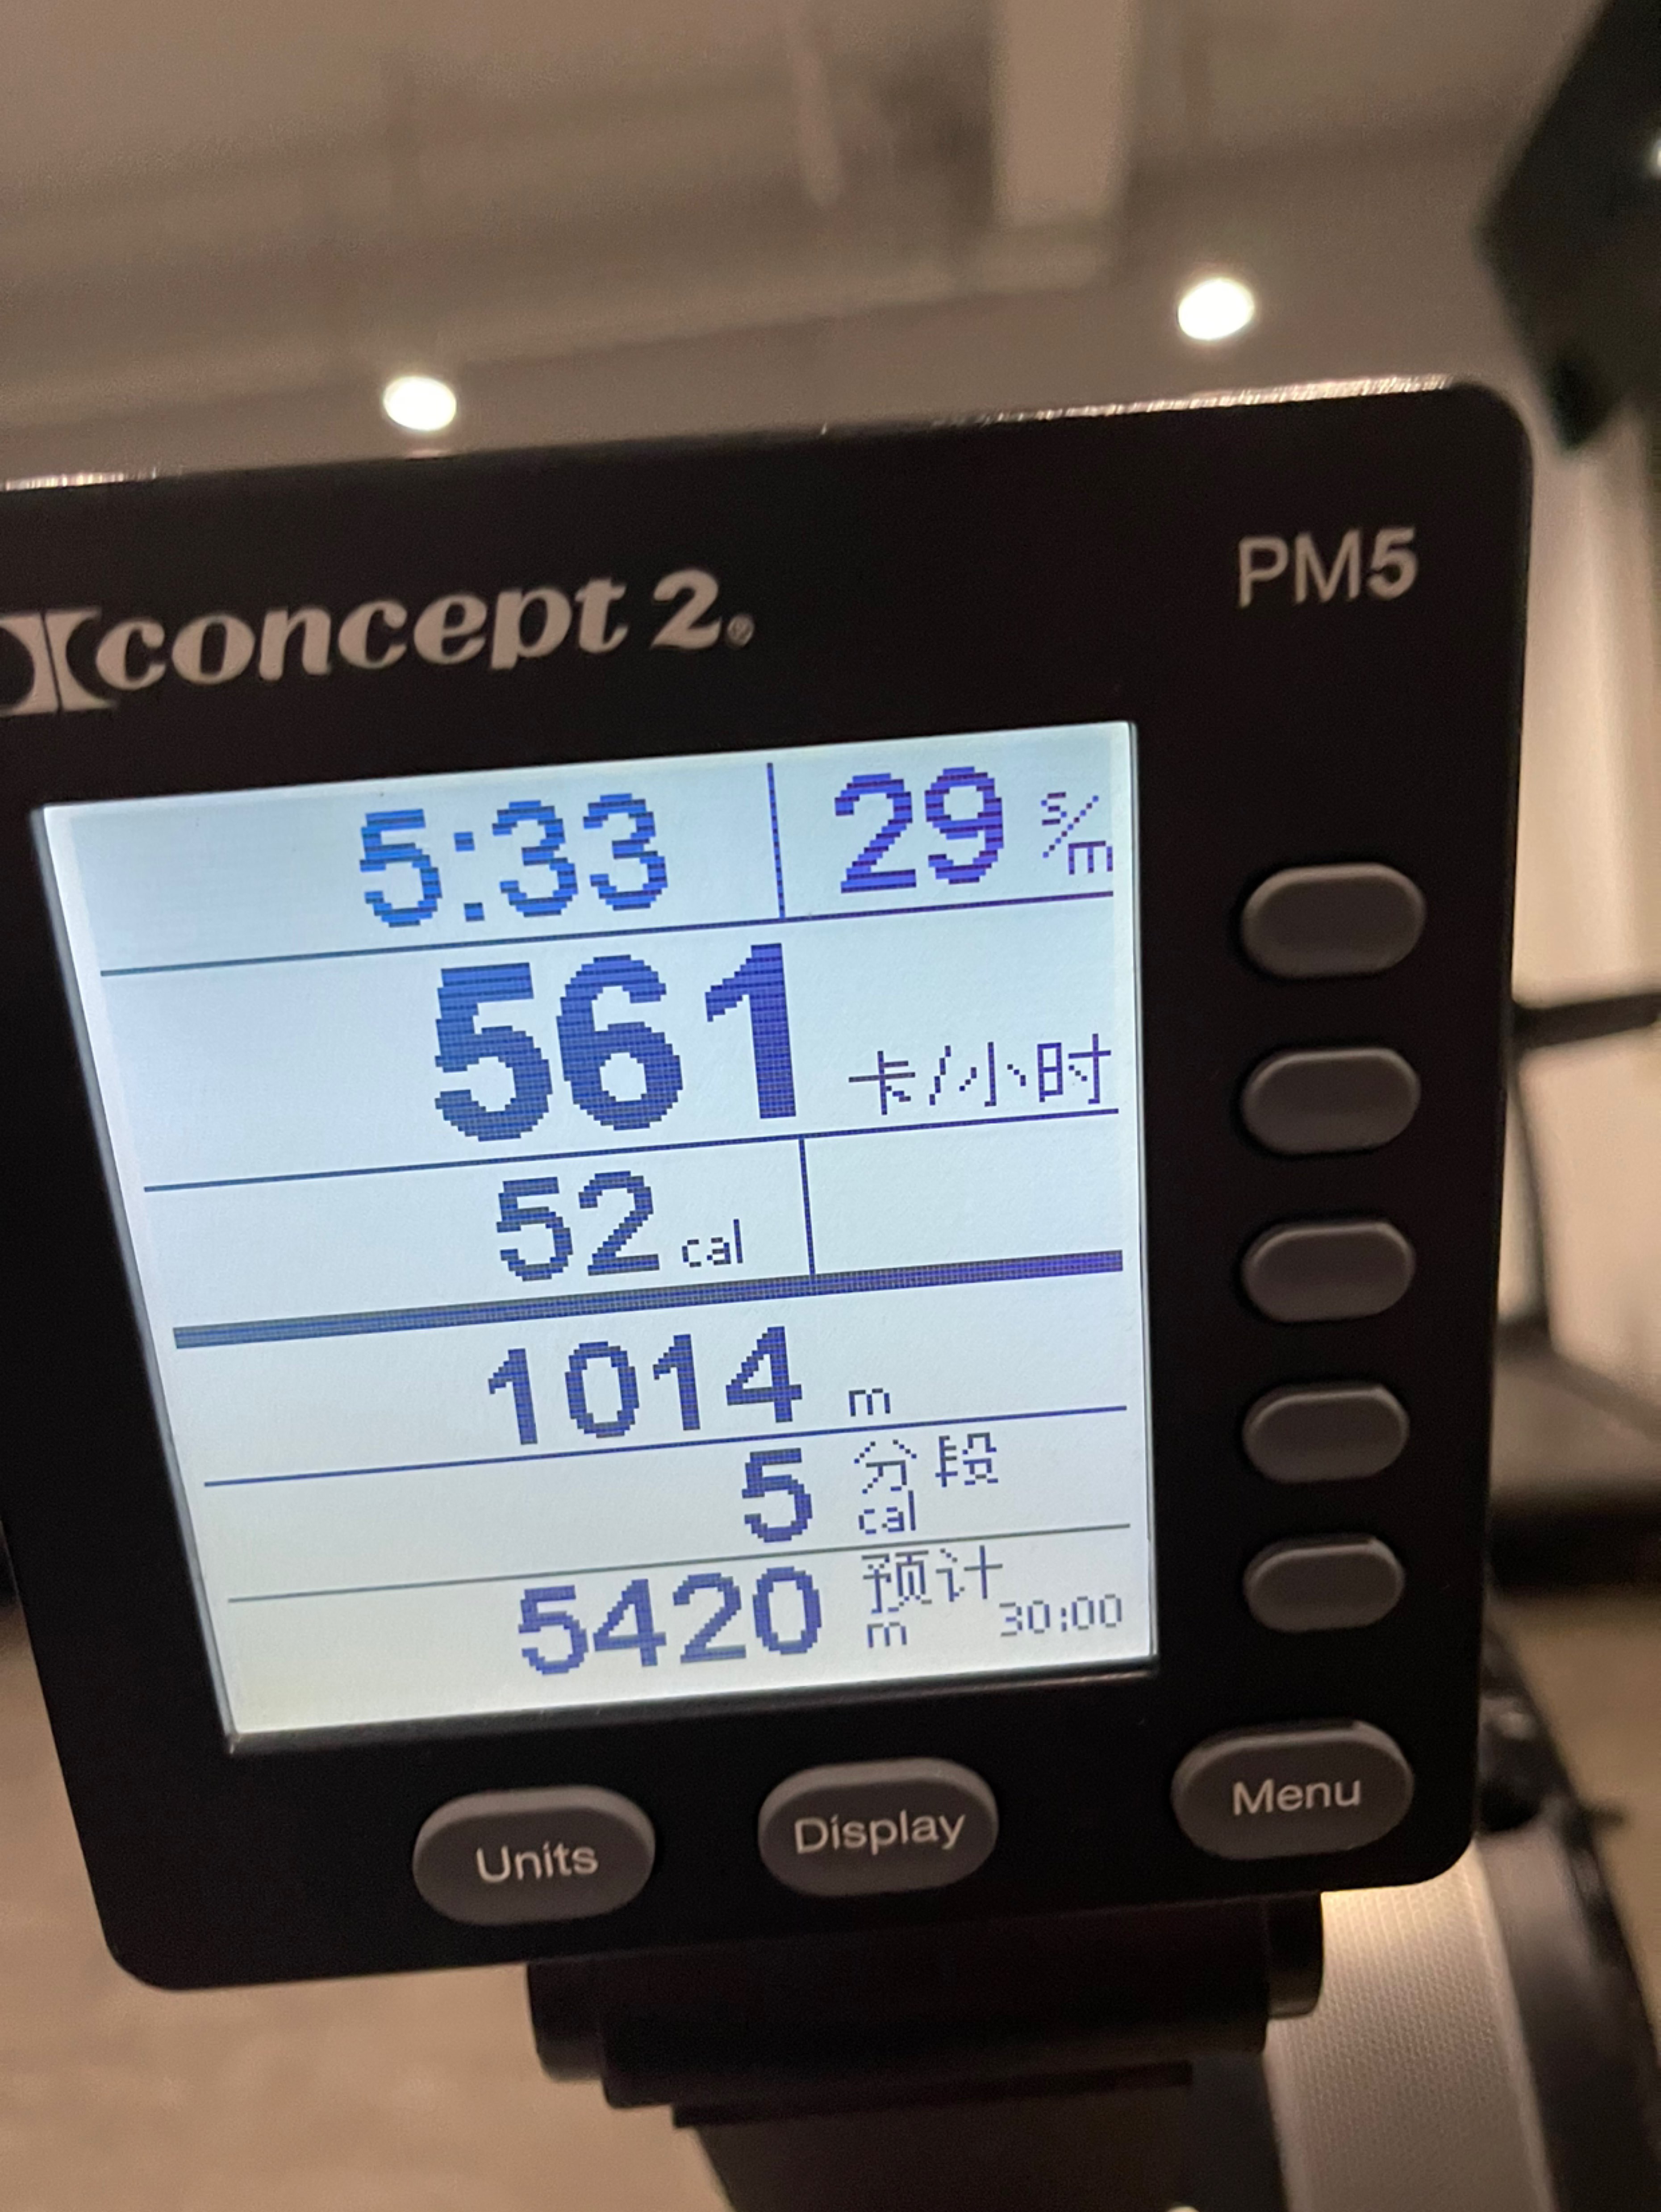 concept 2.®
PM5
5:33 29 s/m
561 卡/小时
52 cal
1014 m
5 分段 cal
5420 预计 m 30:00
Units Display Menu